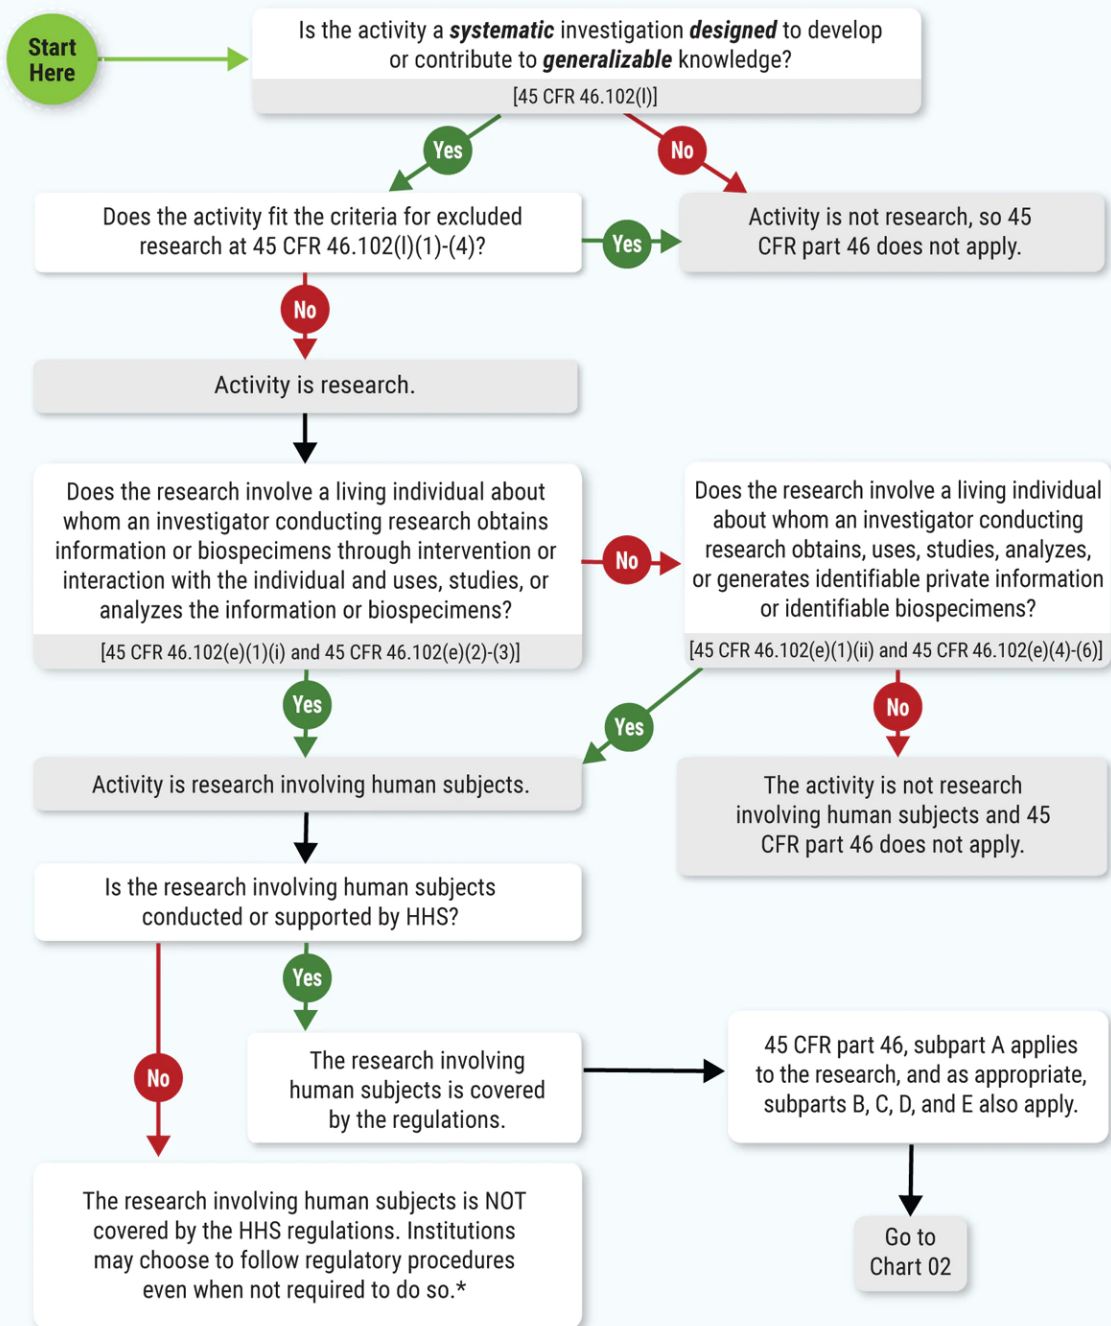 Start
Here
Is the activity a systematic investigation designed to develop
or contribute to generalizable knowledge?
[45 CFR 46.102(l)]
Yes
No
Does the activity fit the criteria for excluded
research at 45 CFR 46.102(l)(1)-(4)?
Yes
Activity is not research, so 45
CFR part 46 does not apply.
No
Activity is research.
Does the research involve a living individual about
whom an investigator conducting research obtains
information or biospecimens through intervention or
interaction with the individual and uses, studies, or
analyzes the information or biospecimens?
[45 CFR 46.102(e)(1)(i) and 45 CFR 46.102(e)(2)-(3)]
No
Does the research involve a living individual
about whom an investigator conducting
research obtains, uses, studies, analyzes,
or generates identifiable private information
or identifiable biospecimens?
[45 CFR 46.102(e)(1)(ii) and 45 CFR 46.102(e)(4)-(6)]
Yes
Yes
No
Activity is research involving human subjects.
The activity is not research
involving human subjects and 45
CFR part 46 does not apply.
Is the research involving human subjects
conducted or supported by HHS?
Yes
No
The research involving
human subjects is covered
by the regulations.
45 CFR part 46, subpart A applies
to the research, and as appropriate,
subparts B, C, D, and E also apply.
The research involving human subjects is NOT
covered by the HHS regulations. Institutions
may choose to follow regulatory procedures
even when not required to do so.*
Go to
Chart 02